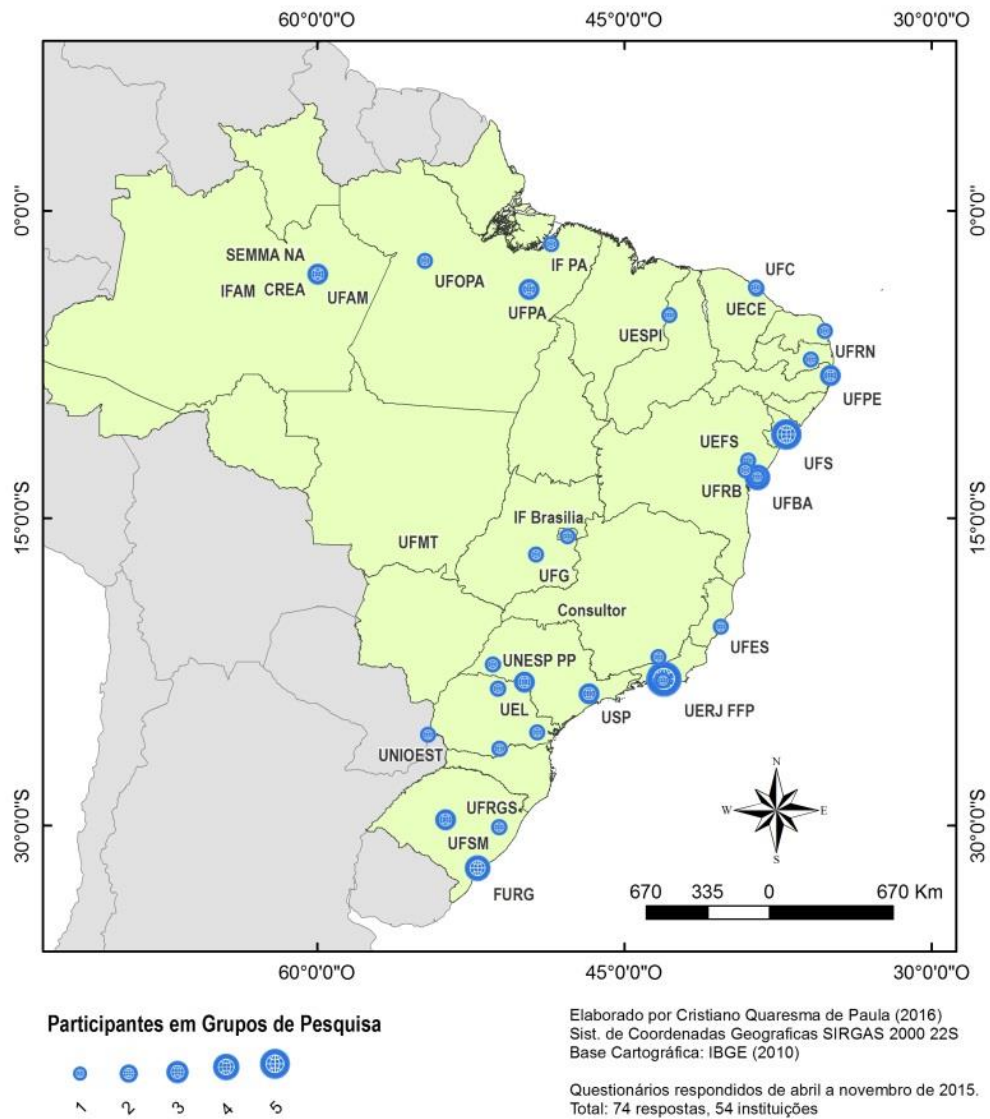 60°0'0"O 45°0'0"O 30°0'0"O
0°0'0"
0°0'0"
SEMMA NA
IFAM CREA UFAM
UFOPA
IF PA
UFPA
UESPI
UFC
UECE
UFRN
UFPE
UEFS
UFS
UFRB
UFBA
15°0'0"S
15°0'0"S
IF Brasilia
UFMT
UFG
Consultor
UFES
UNESP PP
UEL
USP
UERJ FFP
UNIOEST
UFRGS
UFSM
FURG
30°0'0"S
30°0'0"S
N
W E
S
670 335 0 670 Km
60°0'0"O 45°0'0"O 30°0'0"O
Participantes em Grupos de Pesquisa
1 2 3 4 5
Elaborado por Cristiano Quaresma de Paula (2016)
Sist. de Coordenadas Geograficas SIRGAS 2000 22S
Base Cartográfica: IBGE (2010)
Questionários respondidos de abril a novembro de 2015.
Total: 74 respostas, 54 instituições